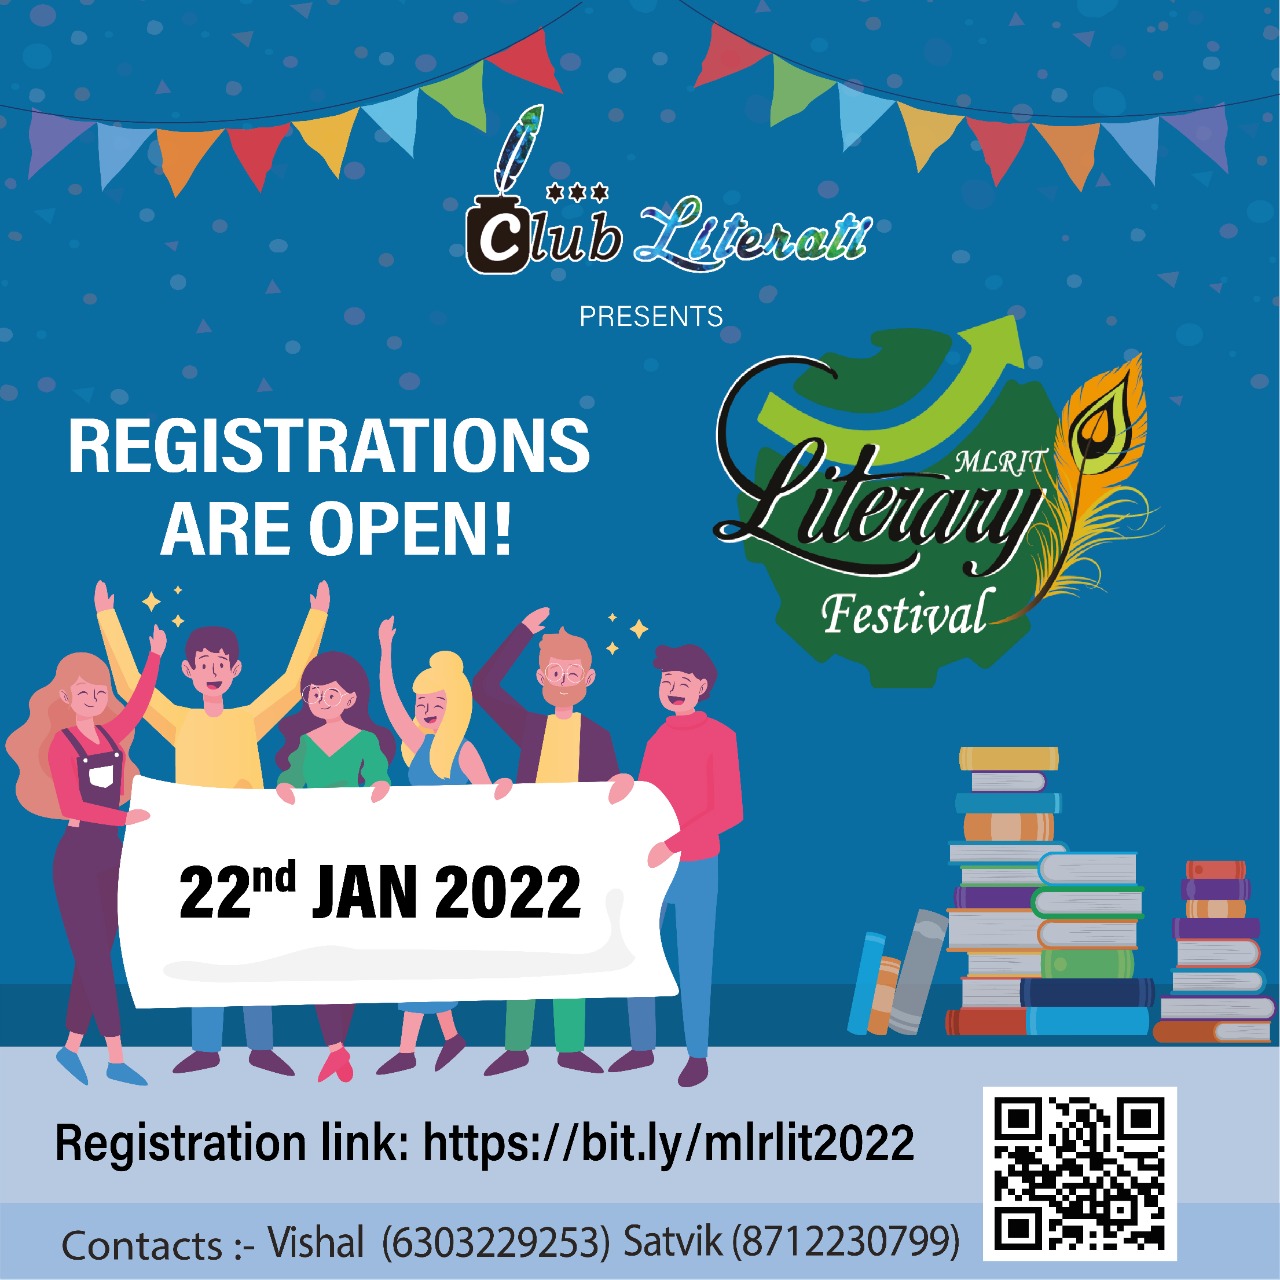 Club Literati
PRESENTS
REGISTRATIONS
ARE OPEN!
MLRIT
Literary
Festival
22nd JAN 2022
Registration link: https://bit.ly/mlrlit2022
Contacts :- Vishal (6303229253) Satvik (8712230799)